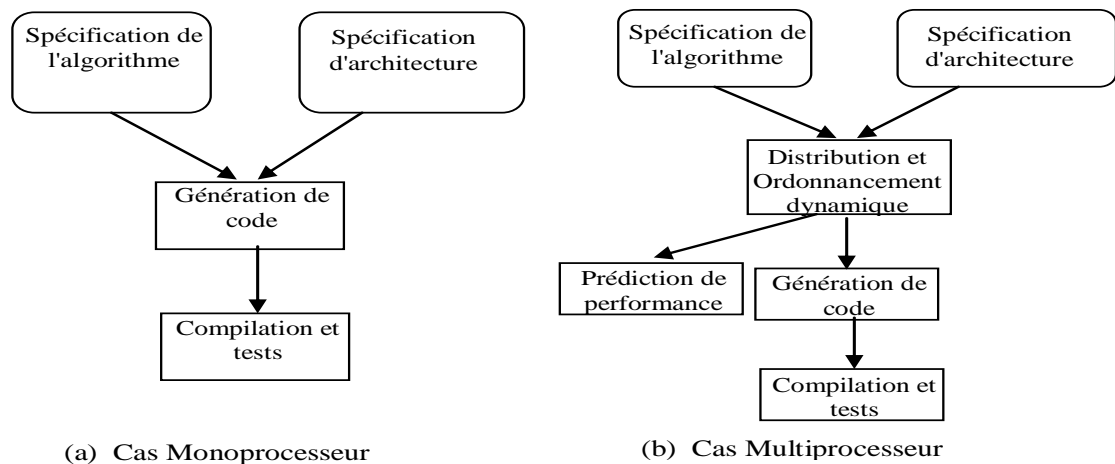 Spécification de
l'algorithme
Spécification
d'architecture
Génération de
code
Compilation et
tests
(a) Cas Monoprocesseur
Spécification de
l'algorithme
Spécification
d'architecture
Distribution et
Ordonnancement
dynamique
Prédiction de
performance
Génération de
code
Compilation et
tests
(b) Cas Multiprocesseur